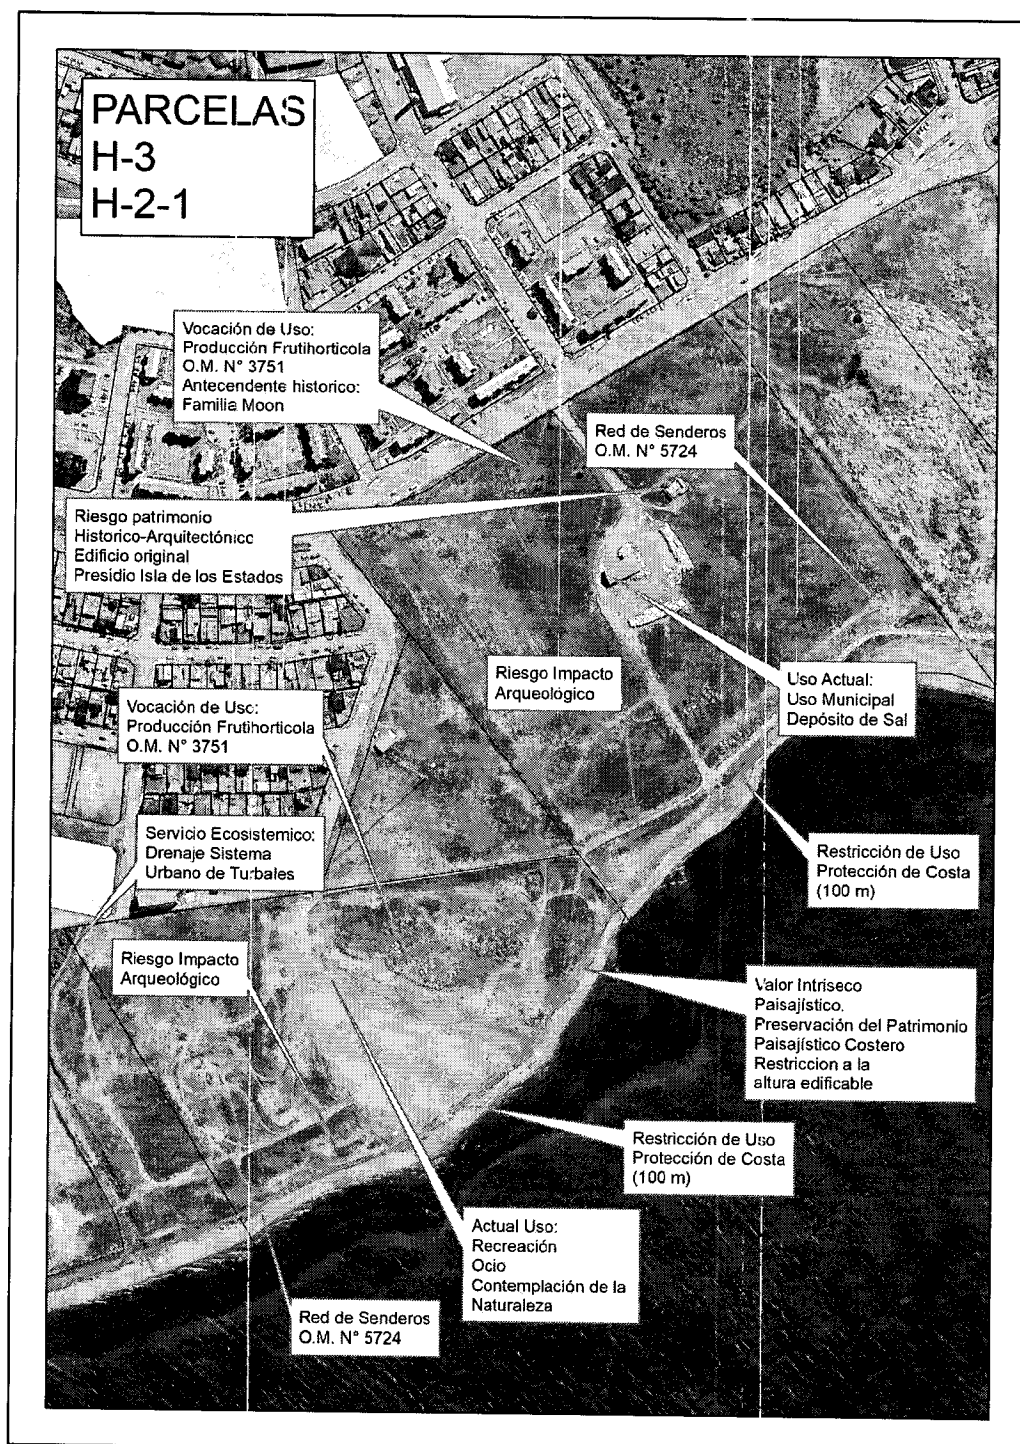 PARCELAS
H-3
H-2-1
Vocación de Uso:
Producción Frutihorticola
O.M. N° 3751
Antecendente historico:
Familia Moon
Red de Senderos
O.M. N° 5724
Riesgo patrimonio
Historico-Arquitectónico
Edificio original
Presidio Isla de los Estados
Riesgo Impacto
Arqueológico
Uso Actual:
Uso Municipal
Depósito de Sal
Vocación de Uso:
Producción Frutihorticola
O.M. N° 3751
Servicio Ecosistemico:
Drenaje Sistema
Urbano de Turbales
Restricción de Uso
Protección de Costa
(100 m)
Riesgo Impacto
Arqueológico
Valor Intriseco
Paisajístico.
Preservación del Patrimonio
Paisajístico Costero
Restriccion a la
altura edificable
Restricción de Uso
Protección de Costa
(100 m)
Actual Uso:
Recreación
Ocio
Contemplación de la
Naturaleza
Red de Senderos
O.M. N° 5724